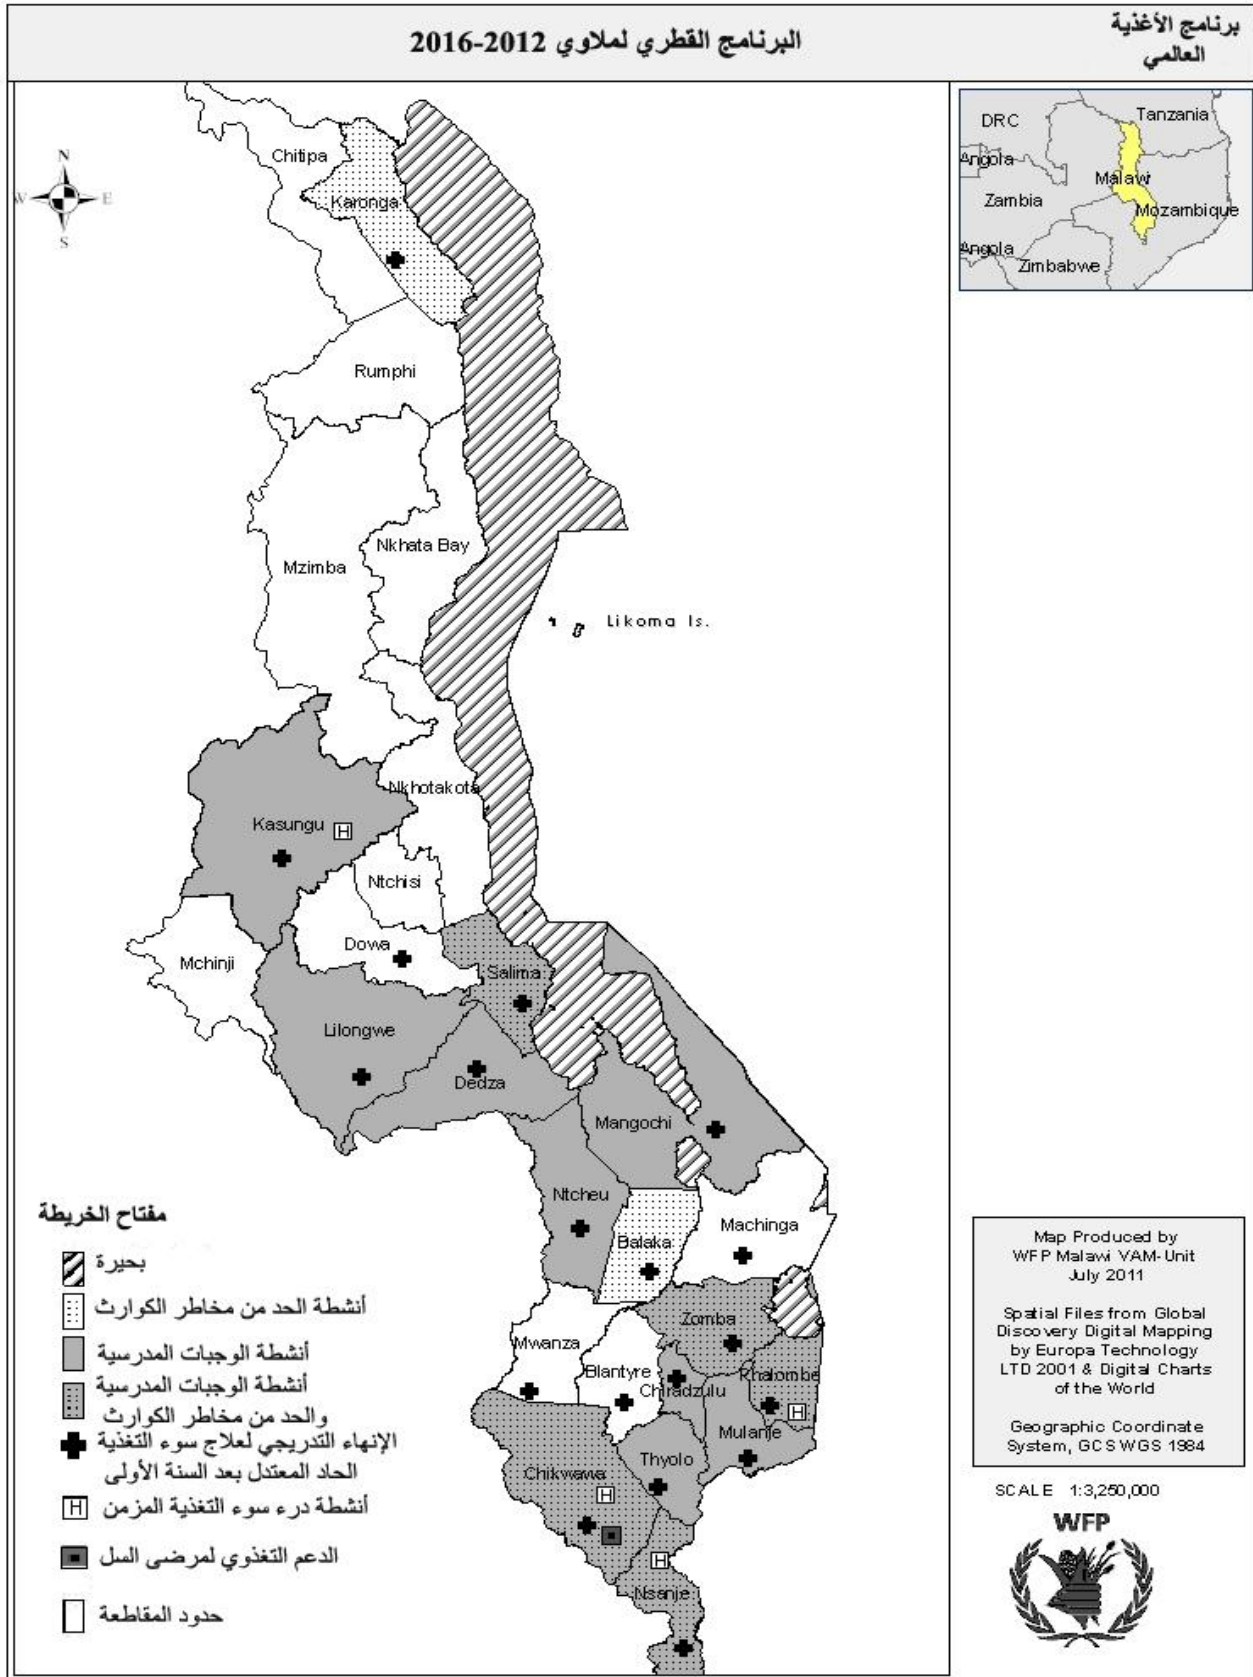 برنامج الأغذية
العالمي
البرنامج القطري لملاوي 2012-2016
DRC
Tanzania
Angola
Malawi
Zambia
Mozambique
Angola
Zimbabwe
N
W
E
S
Chitipa
Karonga
Rumphi
Nkhata Bay
Mzimba
Likoma Is.
Nkhotakota
Kasungu
H
Ntchisi
Dowa
Mchinji
Salima
Lilongwe
Dedza
Mangochi
Ntcheu
Machinga
Balaka
Zomba
Mwanza
Blantyre
Chiradzulu
Phalombe
H
Mulanje
Thyolo
Chikwawa
H
H
Nsanje
مفتاح الخريطة
بحيرة
أنشطة الحد من مخاطر الكوارث
أنشطة الوجبات المدرسية
أنشطة الوجبات المدرسية
والحد من مخاطر الكوارث
الإنهاء التدريجي لعلاج سوء التغذية
الحاد المعتدل بعد السنة الأولى
H أنشطة درء سوء التغذية المزمن
الدعم التغذوي لمرضى السل
حدود المقاطعة
Map Produced by
WFP Malawi VAM-Unit
July 2011
Spatial Files from Global
Discovery Digital Mapping
by Europa Technology
LTD 2001 & Digital Charts
of the World
Geographic Coordinate
System, GCS WGS 1984
SCALE 1:3,250,000
WFP